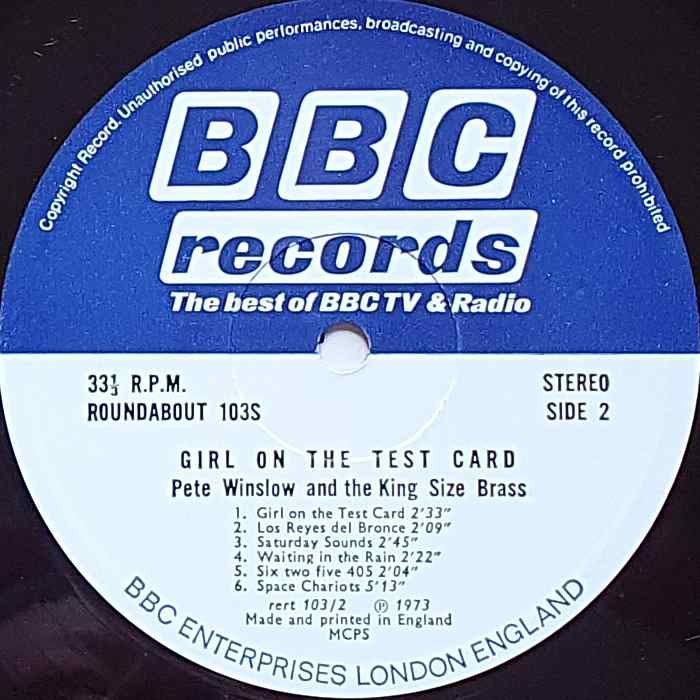 Copyright Record. Unauthorised public performances, broadcasting and copying of this record prohibited
BBC
records
The best of BBC TV & Radio
33⅓ R.P.M.
STEREO
ROUNDABOUT 103S
SIDE 2
GIRL ON THE TEST CARD
Pete Winslow and the King Size Brass
1. Girl on the Test Card 2'33"
2. Los Reyes del Bronce 2'09"
3. Saturday Sounds 2'45"
4. Waiting in the Rain 2'22"
5. Six two five 405 2'04"
6. Space Chariots 5'13"
rert 103/2 ℗ 1973
Made and printed in England
MCPS
BBC ENTERPRISES LONDON ENGLAND